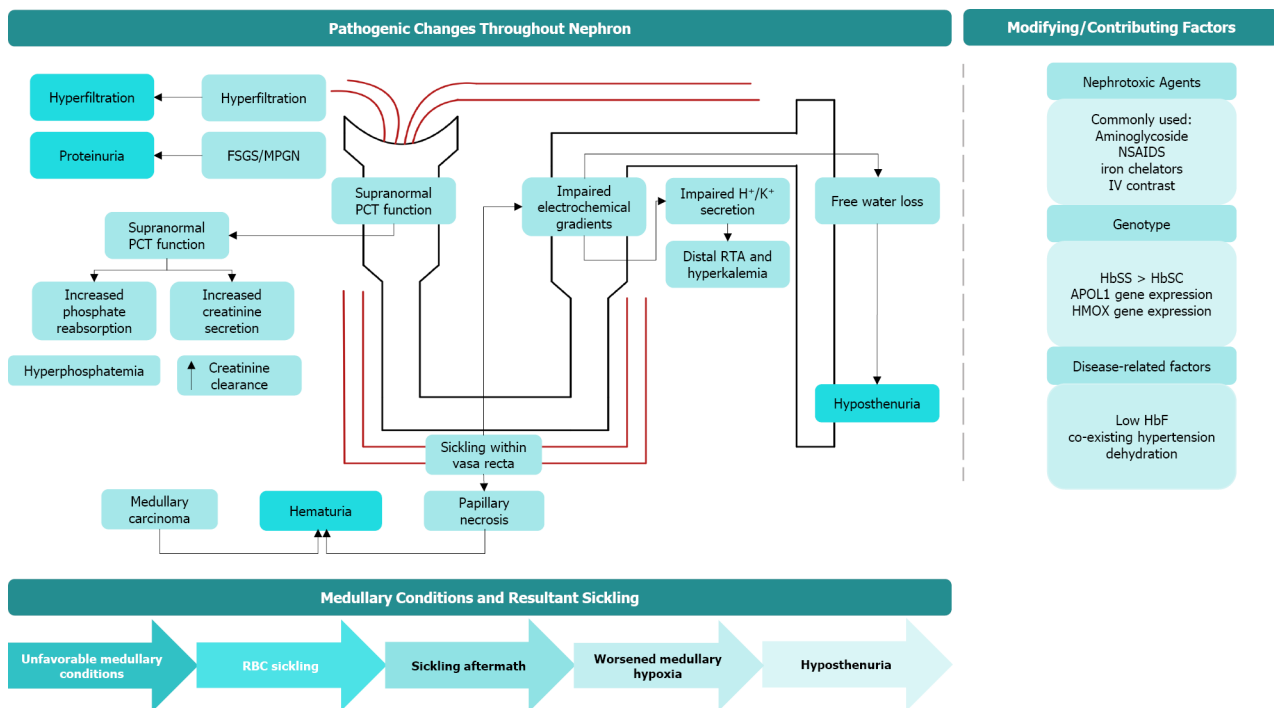 Pathogenic Changes Throughout Nephron
Modifying/Contributing Factors
Hyperfiltration
Hyperfiltration
Proteinuria
FSGS/MPGN
Supranormal
PCT function
Supranormal
PCT function
Increased
phosphate
reabsorption
Increased
creatinine
secretion
Hyperphosphatemia
Creatinine
clearance
Impaired
electrochemical
gradients
Impaired H⁺/K⁺
secretion
Distal RTA and
hyperkalemia
Free water loss
Hyposthenuria
Sickling within
vasa recta
Medullary
carcinoma
Hematuria
Papillary
necrosis
Nephrotoxic Agents
Commonly used:
Aminoglycoside
NSAIDS
iron chelators
IV contrast
Genotype
HbSS > HbSC
APOL1 gene expression
HMOX gene expression
Disease-related factors
Low HbF
co-existing hypertension
dehydration
Medullary Conditions and Resultant Sickling
Unfavorable medullary
conditions
RBC sickling
Sickling aftermath
Worsened medullary
hypoxia
Hyposthenuria